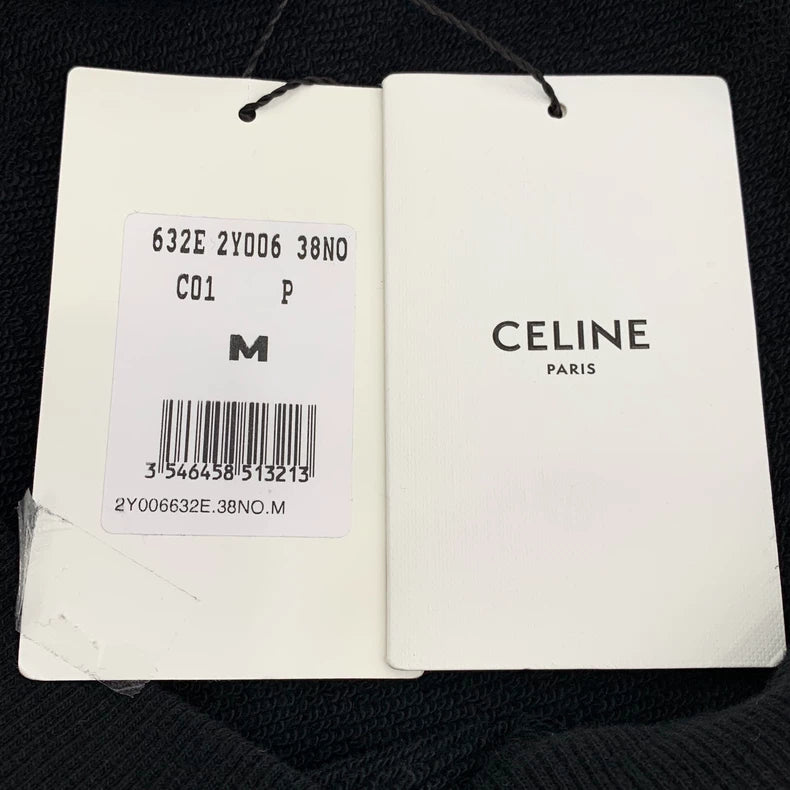 632E 2Y006 38NO
C01 P
M
3 546458 513213
2Y006632E.38NO.M
CELINE
PARIS